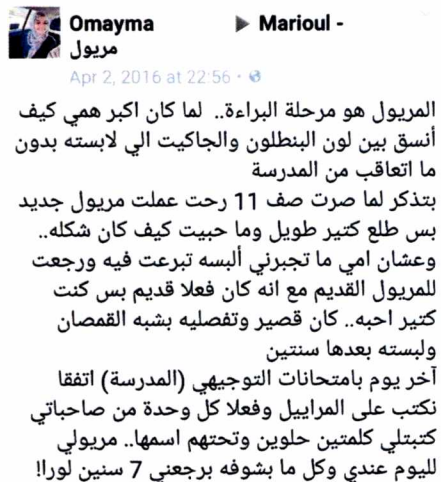 Omayma ▶ Marioul -
مريول
Apr 2, 2016 at 22:56 ·
المريول هو مرحلة البراءة.. لما كان اكبر همي كيف
أنسق بين لون البنطلون والجاكيت الي لابسته بدون
ما اتعاقب من المدرسة
بتذكر لما صرت صف 11 رحت عملت مريول جديد
بس طلع كتير طويل وما حبيت كيف كان شكله..
وعشان امي ما تجبرني ألبسه تبرعت فيه ورجعت
للمريول القديم مع انه كان فعلا قديم بس كنت
كتير احبه.. كان قصير وتفصليه بشبه القمصان
ولبسته بعدها سنتين
آخر يوم بامتحانات التوجيهي (المدرسة) اتفقنا
نكتب على المراييل وفعلا كل وحدة من صاحباتي
كتبتلي كلمتين حلوين وتحتهم اسمها.. مريولي
لليوم عندي وكل ما بشوفه برجعني 7 سنين لورا!